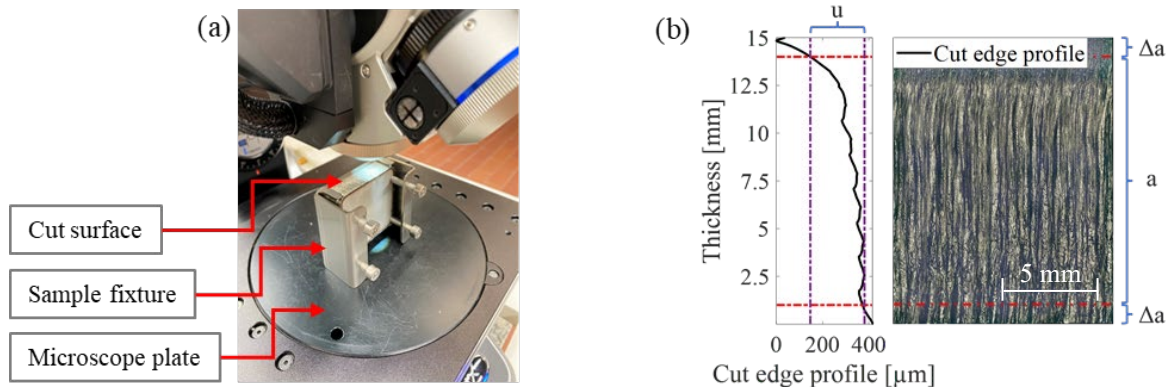 (a)
Cut surface
Sample fixture
Microscope plate
(b)
u
15
12.5
10
7.5
5
2.5
Thickness [mm]
0
200
400
Cut edge profile [µm]
Cut edge profile
5 mm
Δa
a
Δa